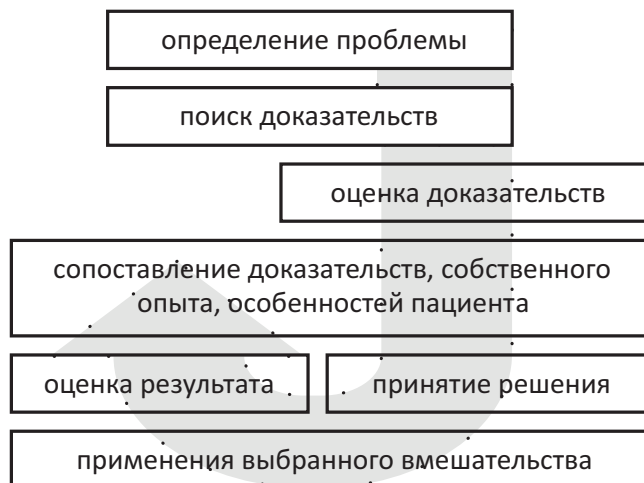 определение проблемы
поиск доказательств
оценка доказательств
сопоставление доказательств, собственного
опыта, особенностей пациента
оценка результата
принятие решения
применения выбранного вмешательства